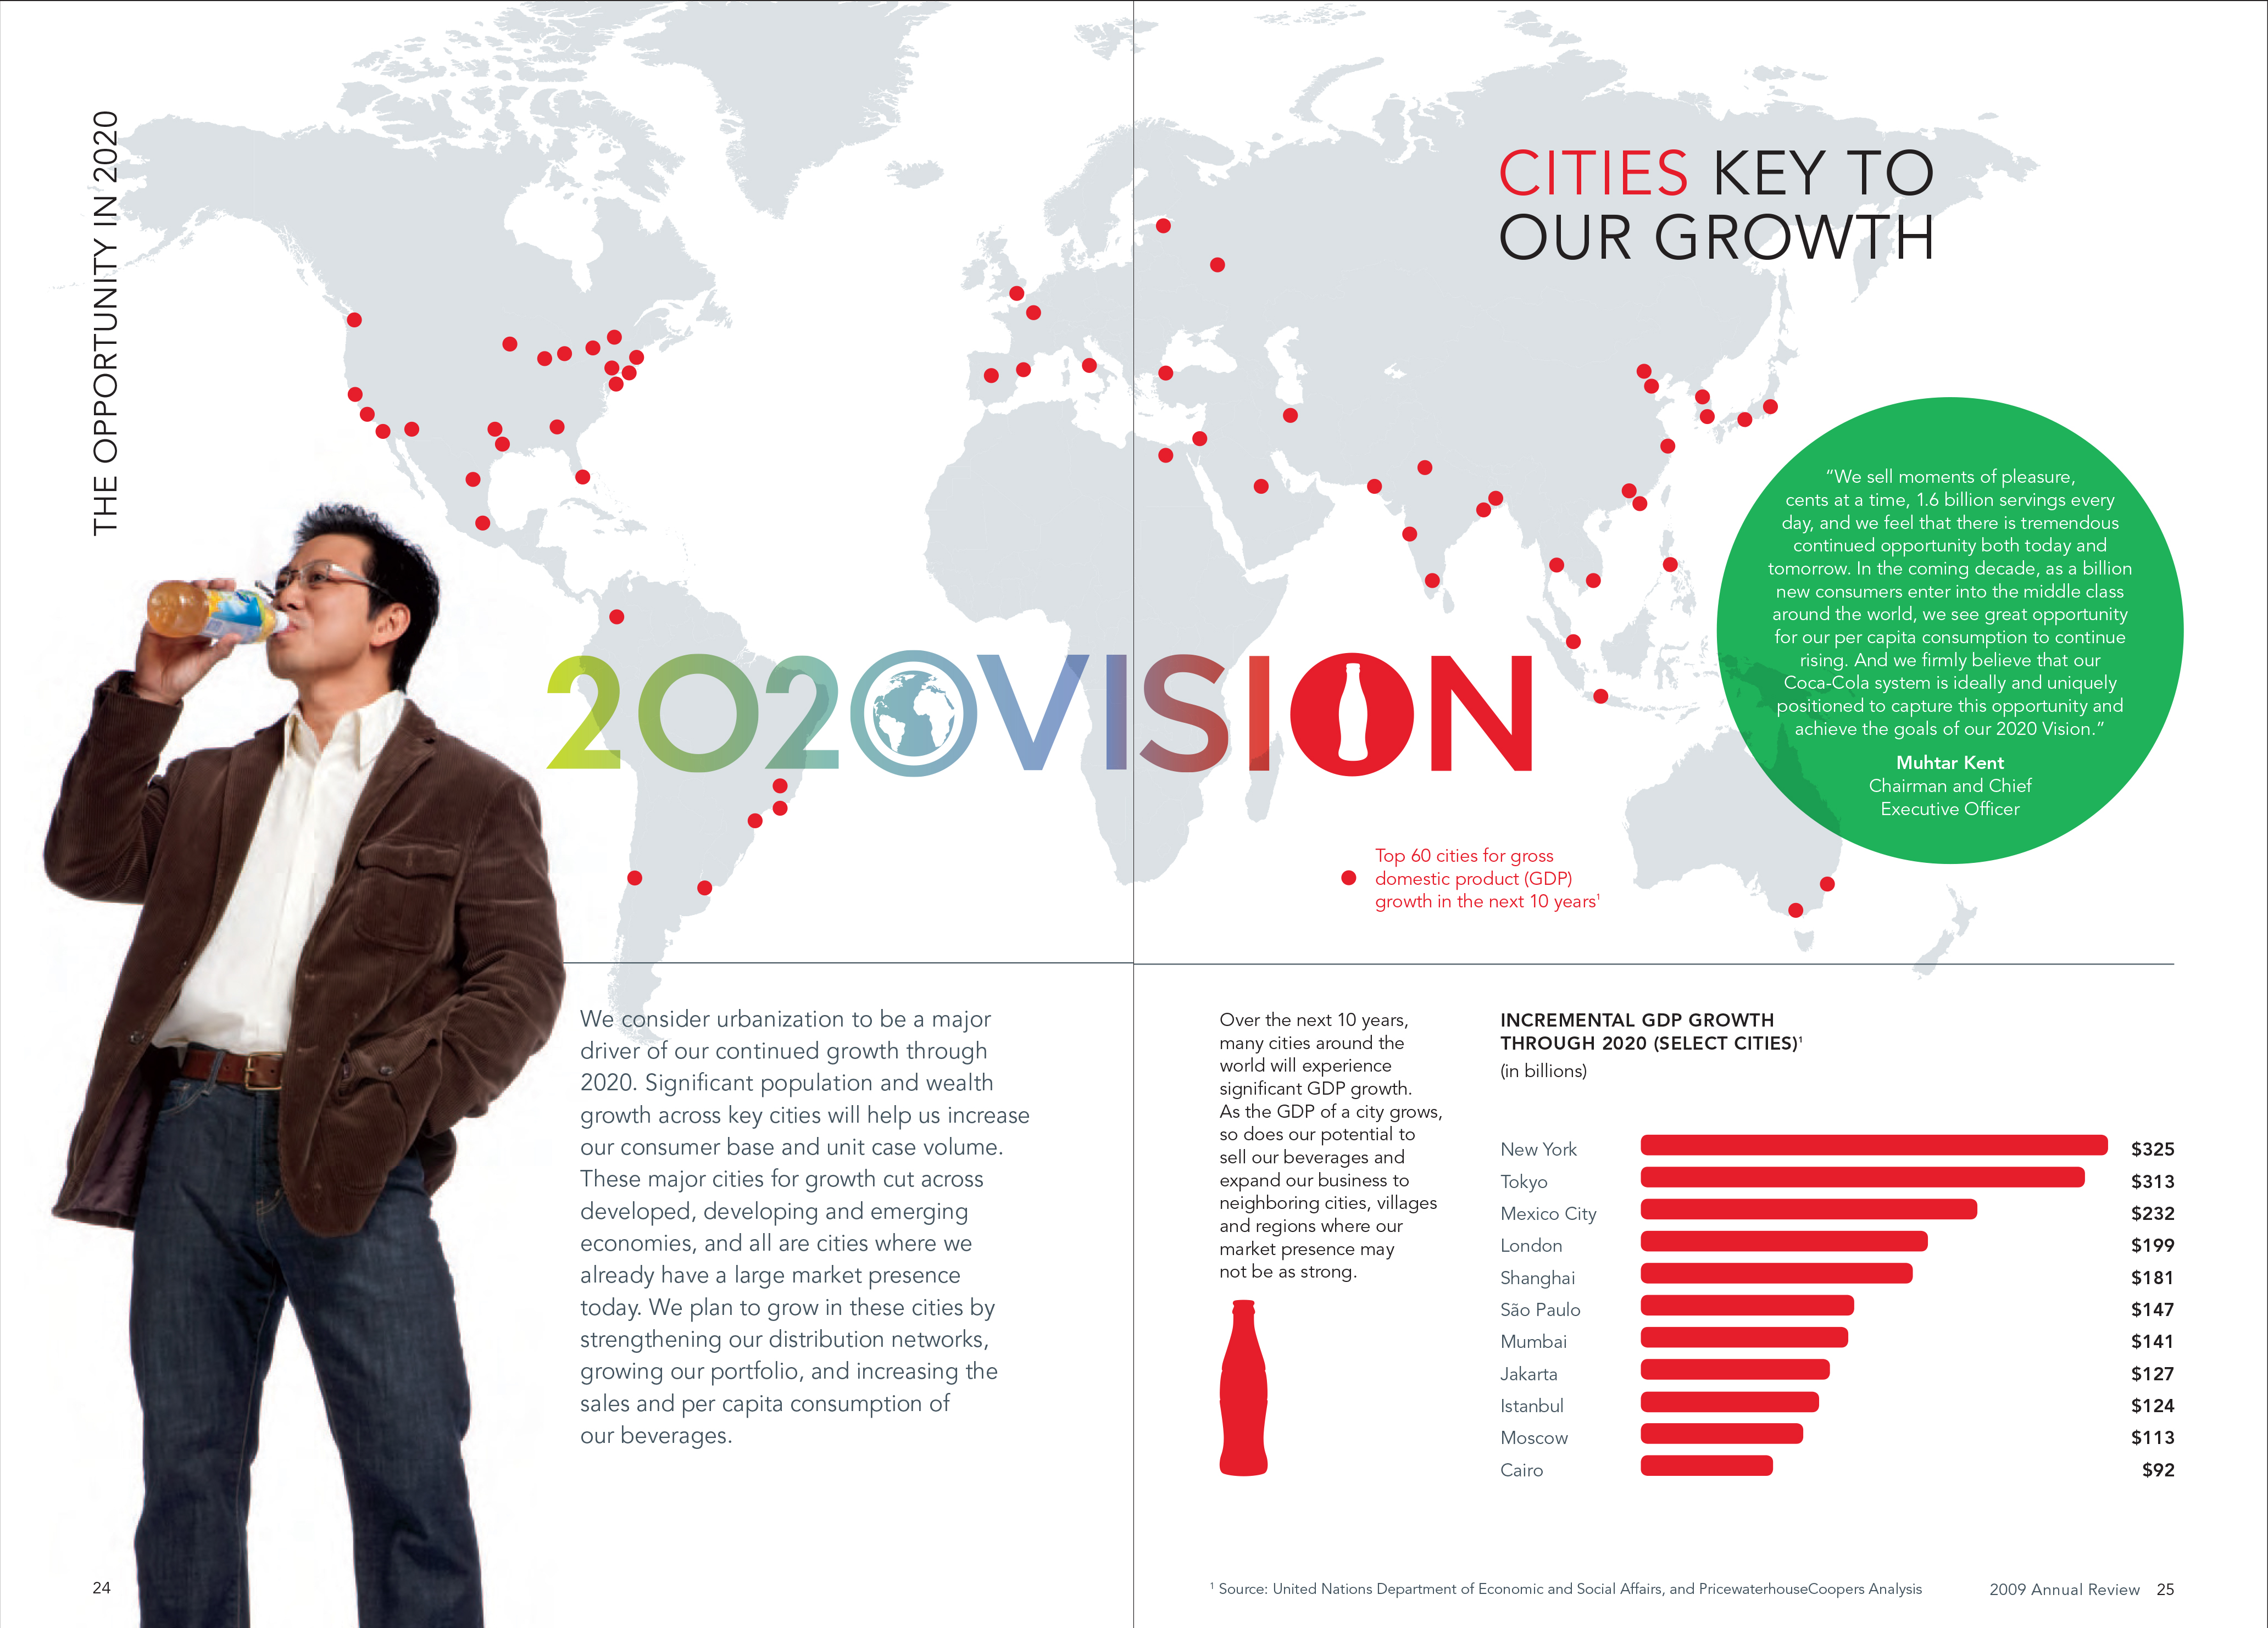 THE OPPORTUNITY IN 2020
CITIES KEY TO
OUR GROWTH
“We sell moments of pleasure,
cents at a time, 1.6 billion servings every
day, and we feel that there is tremendous
continued opportunity both today and
tomorrow. In the coming decade, as a billion
new consumers enter into the middle class
around the world, we see great opportunity
for our per capita consumption to continue
rising. And we firmly believe that our
Coca-Cola system is ideally and uniquely
positioned to capture this opportunity and
achieve the goals of our 2020 Vision.”
Muhtar Kent
Chairman and Chief
Executive Officer
2020VISION
Top 60 cities for gross
domestic product (GDP)
growth in the next 10 years¹
We consider urbanization to be a major
driver of our continued growth through
2020. Significant population and wealth
growth across key cities will help us increase
our consumer base and unit case volume.
These major cities for growth cut across
developed, developing and emerging
economies, and all are cities where we
already have a large market presence
today. We plan to grow in these cities by
strengthening our distribution networks,
growing our portfolio, and increasing the
sales and per capita consumption of
our beverages.
Over the next 10 years,
many cities around the
world will experience
significant GDP growth.
As the GDP of a city grows,
so does our potential to
sell our beverages and
expand our business to
neighboring cities, villages
and regions where our
market presence may
not be as strong.
INCREMENTAL GDP GROWTH
THROUGH 2020 (SELECT CITIES)¹
(in billions)
New York $325
Tokyo $313
Mexico City $232
London $199
Shanghai $181
São Paulo $147
Mumbai $141
Jakarta $127
Istanbul $124
Moscow $113
Cairo $92
24
¹ Source: United Nations Department of Economic and Social Affairs, and PricewaterhouseCoopers Analysis
2009 Annual Review 25